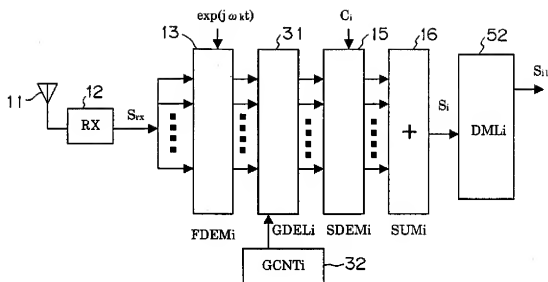 exp(jωkt)
Ci
13
31
15
16
52
11
12
RX
Srx
+
Si
DMLi
Si1
FDEMi
GDELi
SDEMi
SUMi
GCNTi
32